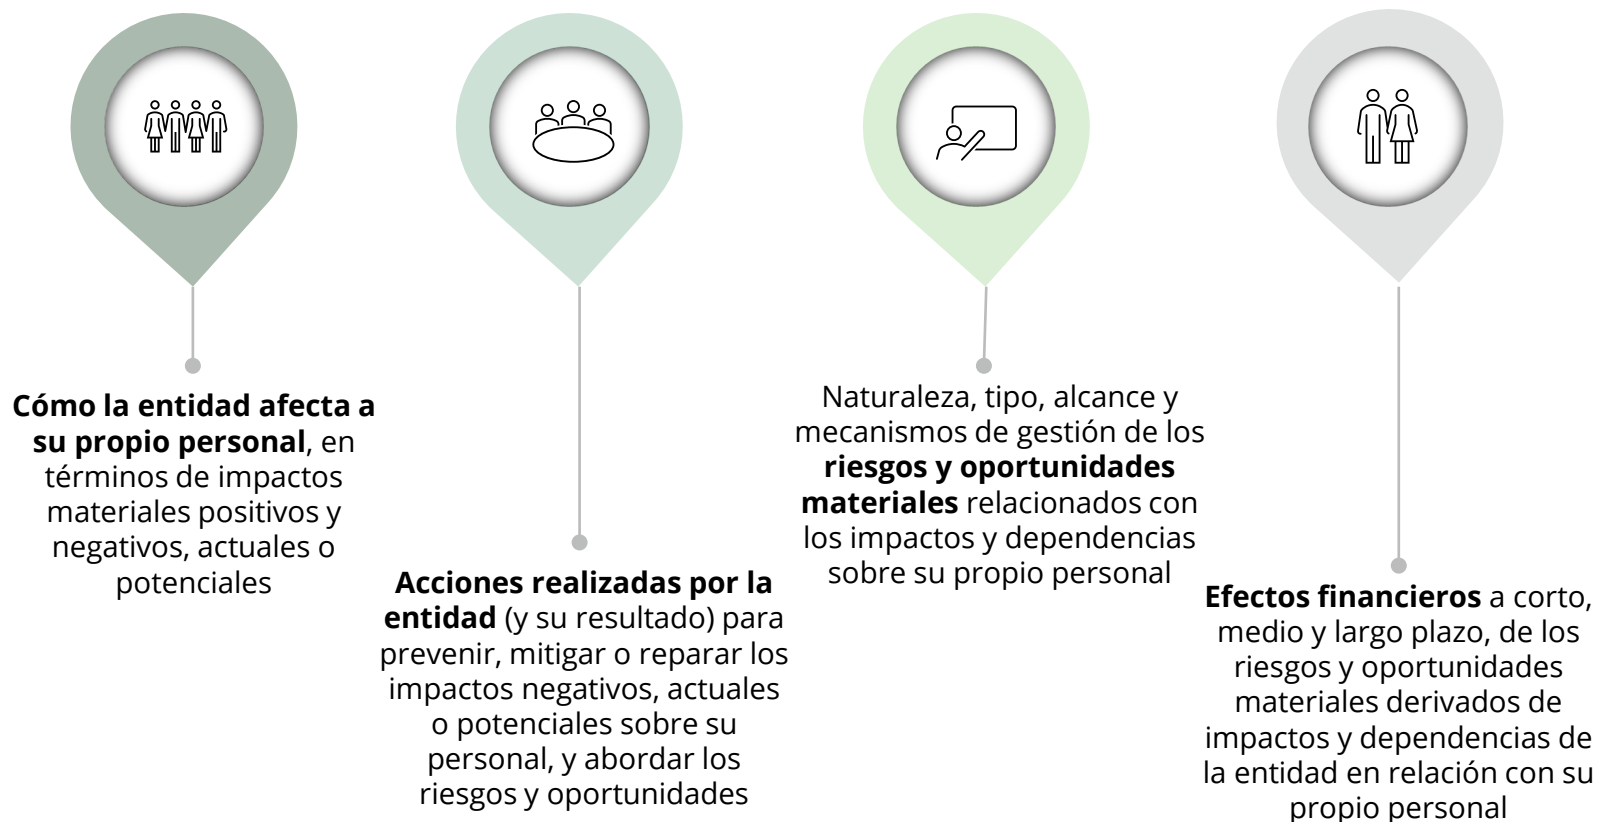 Cómo la entidad afecta a
su propio personal, en
términos de impactos
materiales positivos y
negativos, actuales o
potenciales
Acciones realizadas por la
entidad (y su resultado) para
prevenir, mitigar o reparar los
impactos negativos, actuales
o potenciales sobre su
personal, y abordar los
riesgos y oportunidades
Naturaleza, tipo, alcance y
mecanismos de gestión de los
riesgos y oportunidades
materiales relacionados con
los impactos y dependencias
sobre su propio personal
Efectos financieros a corto,
medio y largo plazo, de los
riesgos y oportunidades
materiales derivados de
impactos y dependencias de
la entidad en relación con su
propio personal